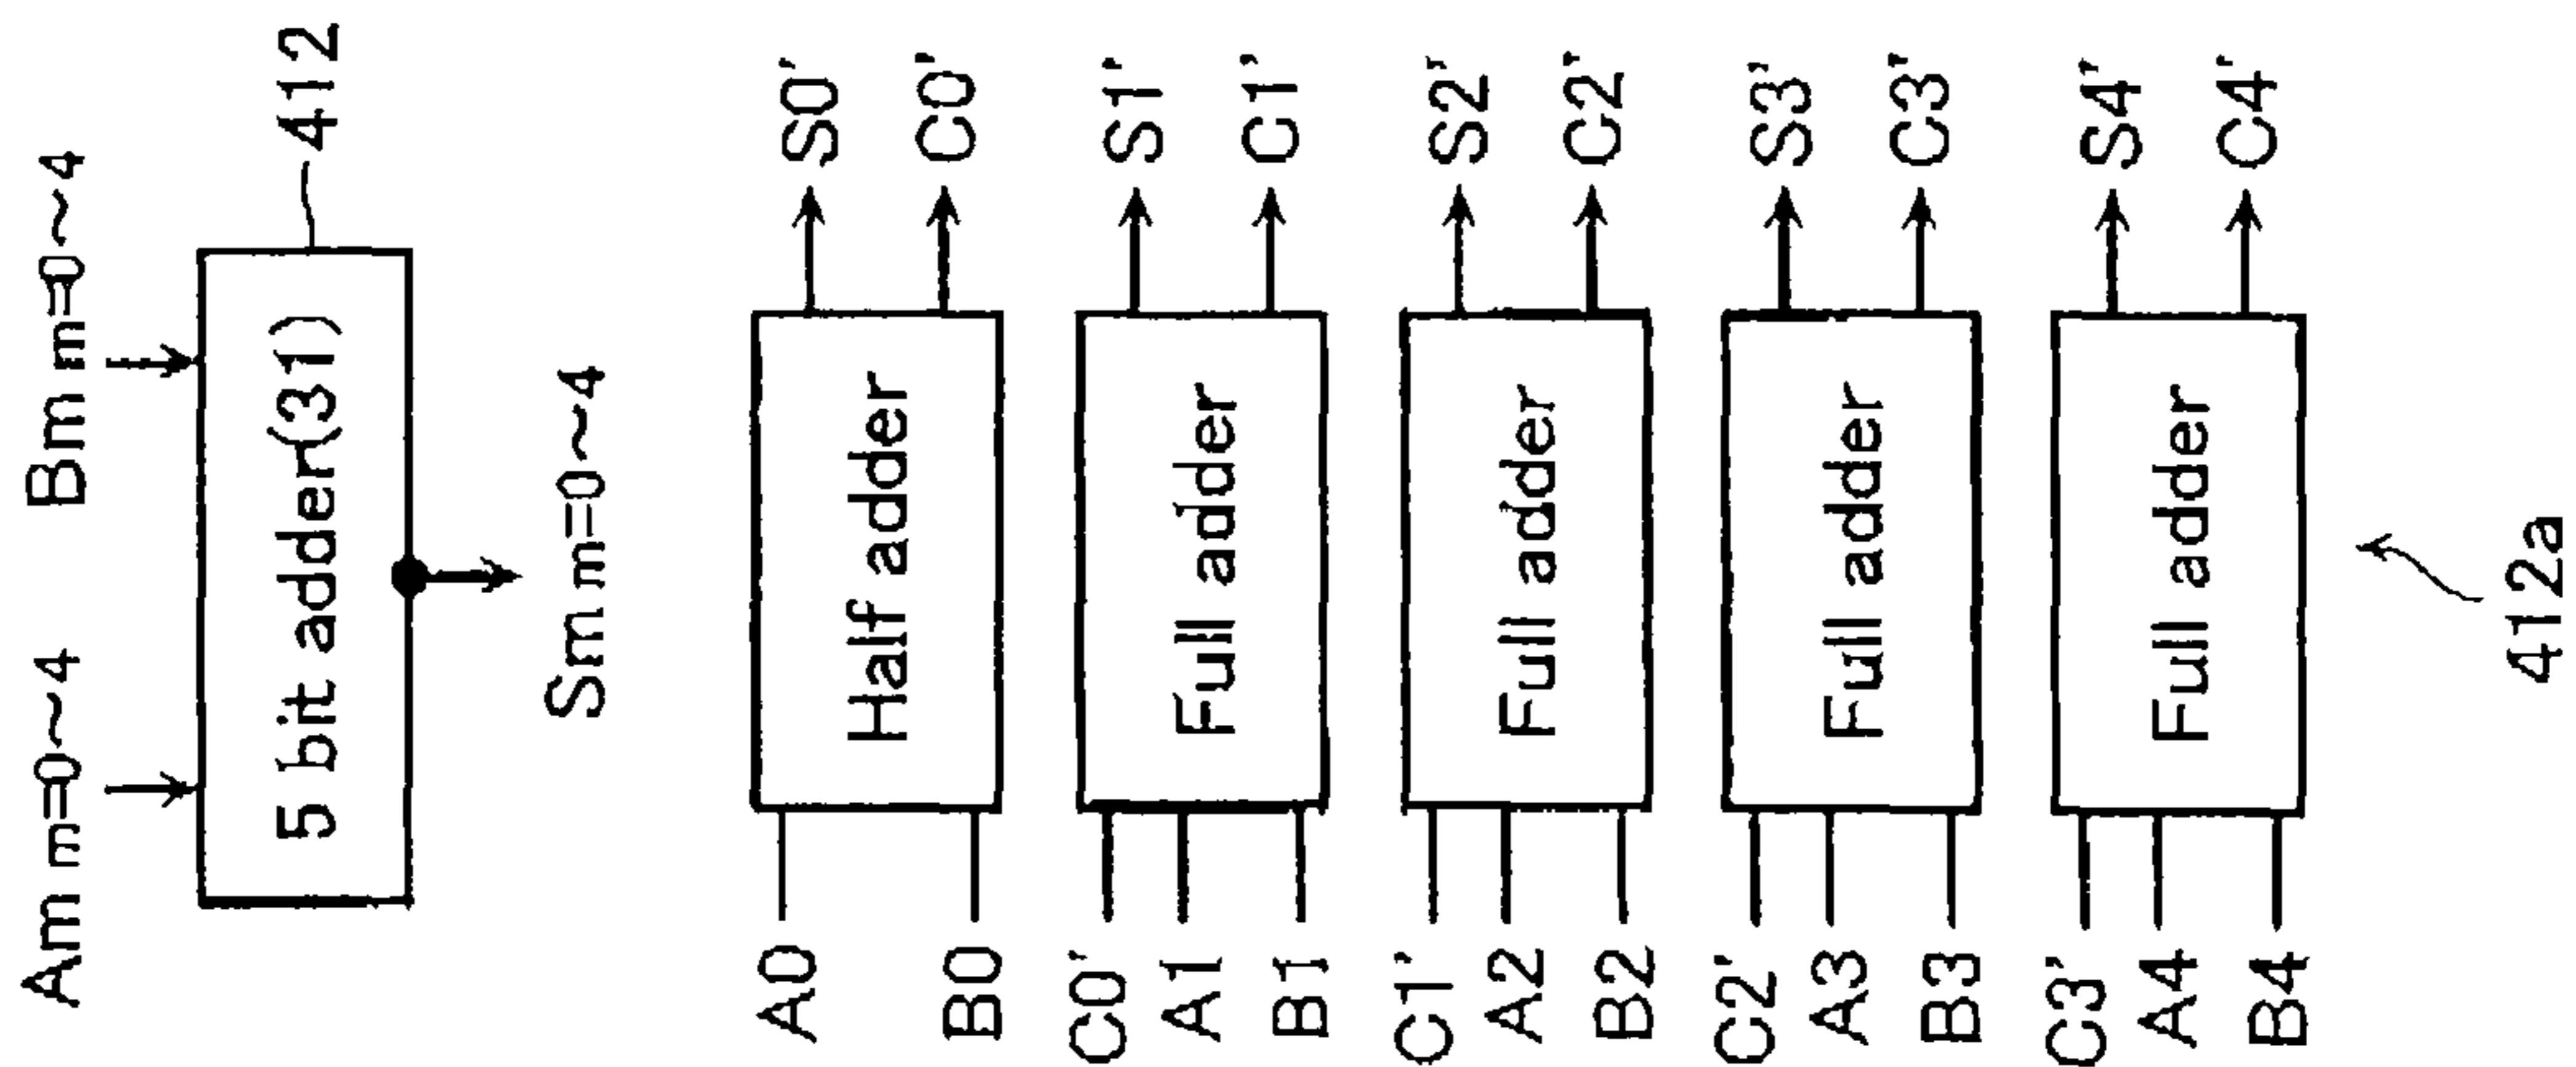 Am m=0~4
Bm m=0~4
5 bit adder(31)
412
Sm m=0~4
A0
B0
Half adder
S0'
C0'
C0'
A1
B1
Full adder
S1'
C1'
C1'
A2
B2
Full adder
S2'
C2'
C2'
A3
B3
Full adder
S3'
C3'
C3'
A4
B4
Full adder
S4'
C4'
412a